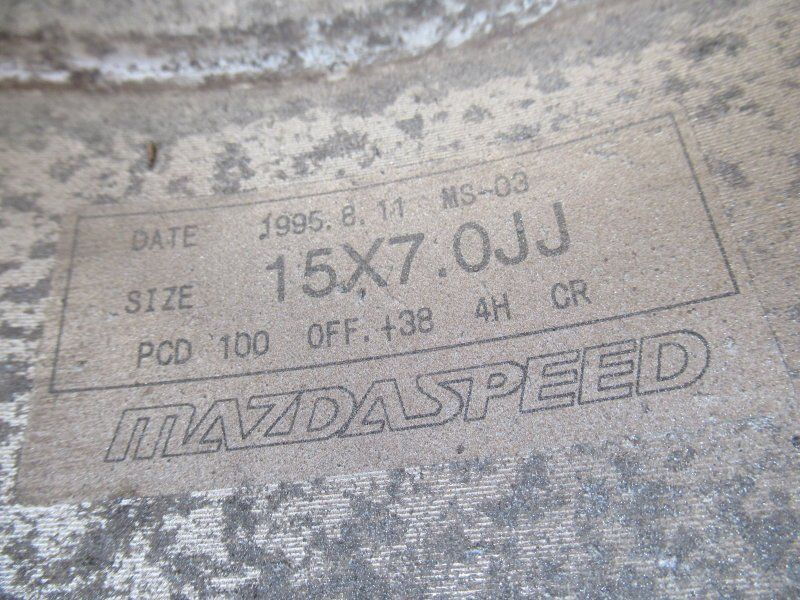 DATE 1995.8.11 MS-03
SIZE 15X7.0JJ
PCD 100 OFF.+38 4H CR
MAZDASPEED